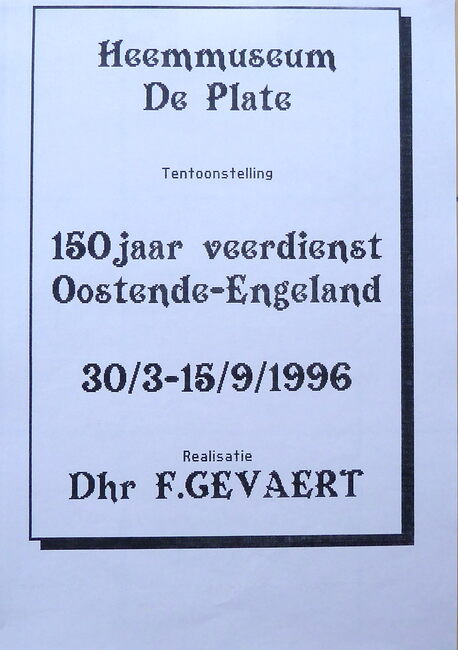 Heemmuseum
De Plate
Tentoonstelling
150 jaar veerdienst
Oostende-Engeland
30/3-15/9/1996
Realisatie
Dhr F.GEVAERT